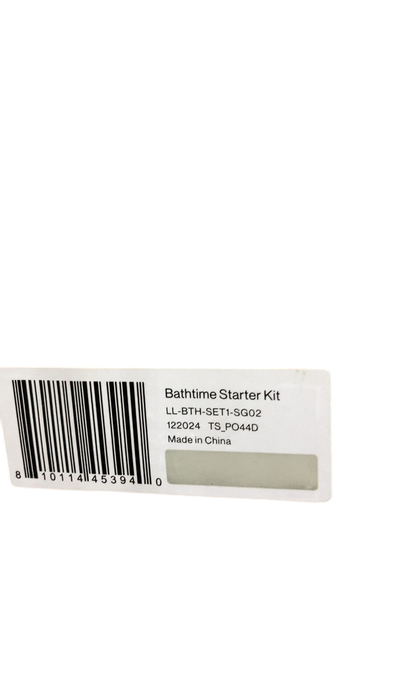 Bathtime Starter Kit
LL-BTH-SET1-SG02
122024 TS_PO44D
Made in China
8 10114 45394 0